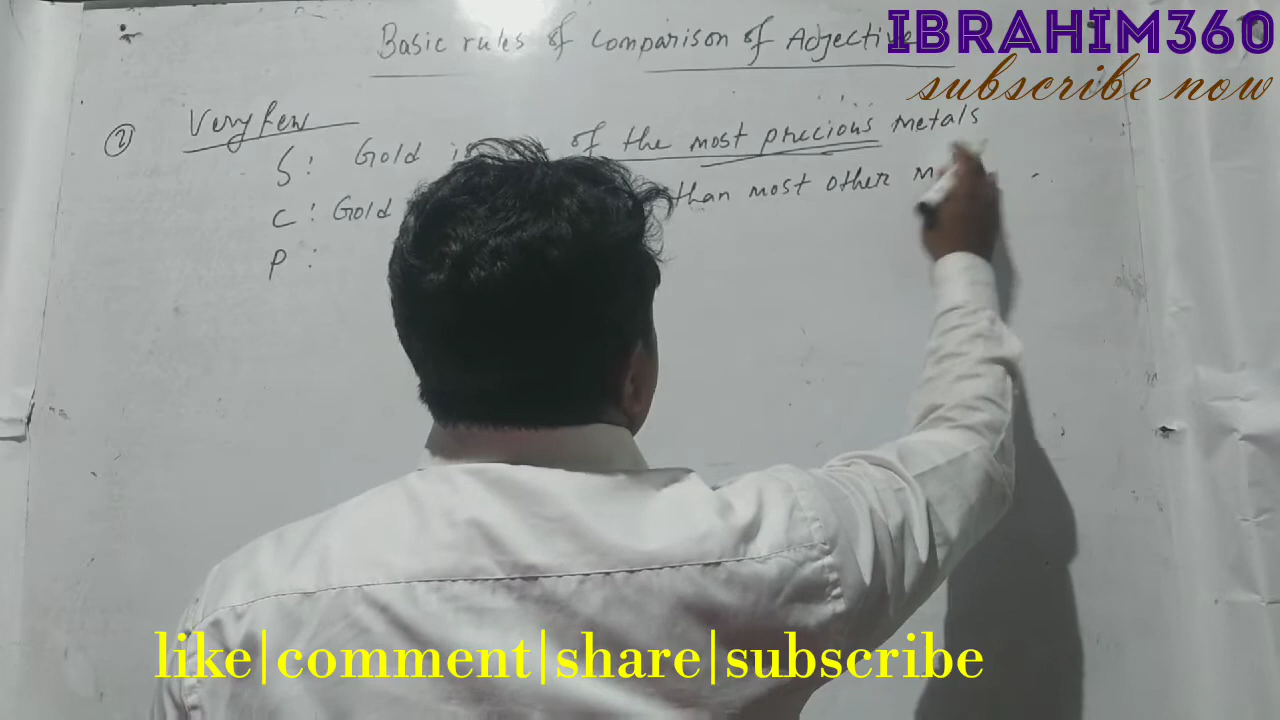 Basic rules of Comparison of Adjective
IBRAHIM360
subscribe now
2 Very few
S: Gold of the most precious metals
C: Gold than most other
P:
like|comment|share|subscribe